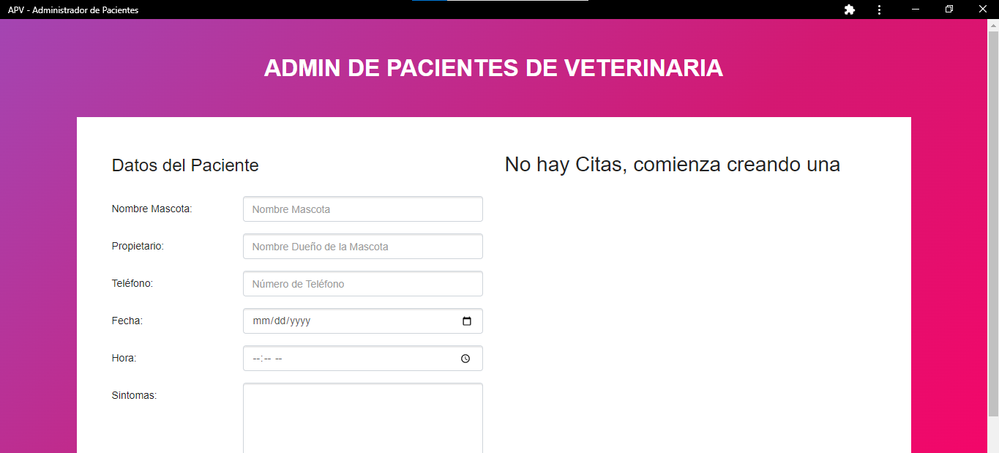 APV - Administrador de Pacientes
ADMIN DE PACIENTES DE VETERINARIA
Datos del Paciente
No hay Citas, comienza creando una
Nombre Mascota:
Nombre Mascota
Propietario:
Nombre Dueño de la Mascota
Teléfono:
Número de Teléfono
Fecha:
mm/dd/yyyy
Hora:
--:-- --
Sintomas: